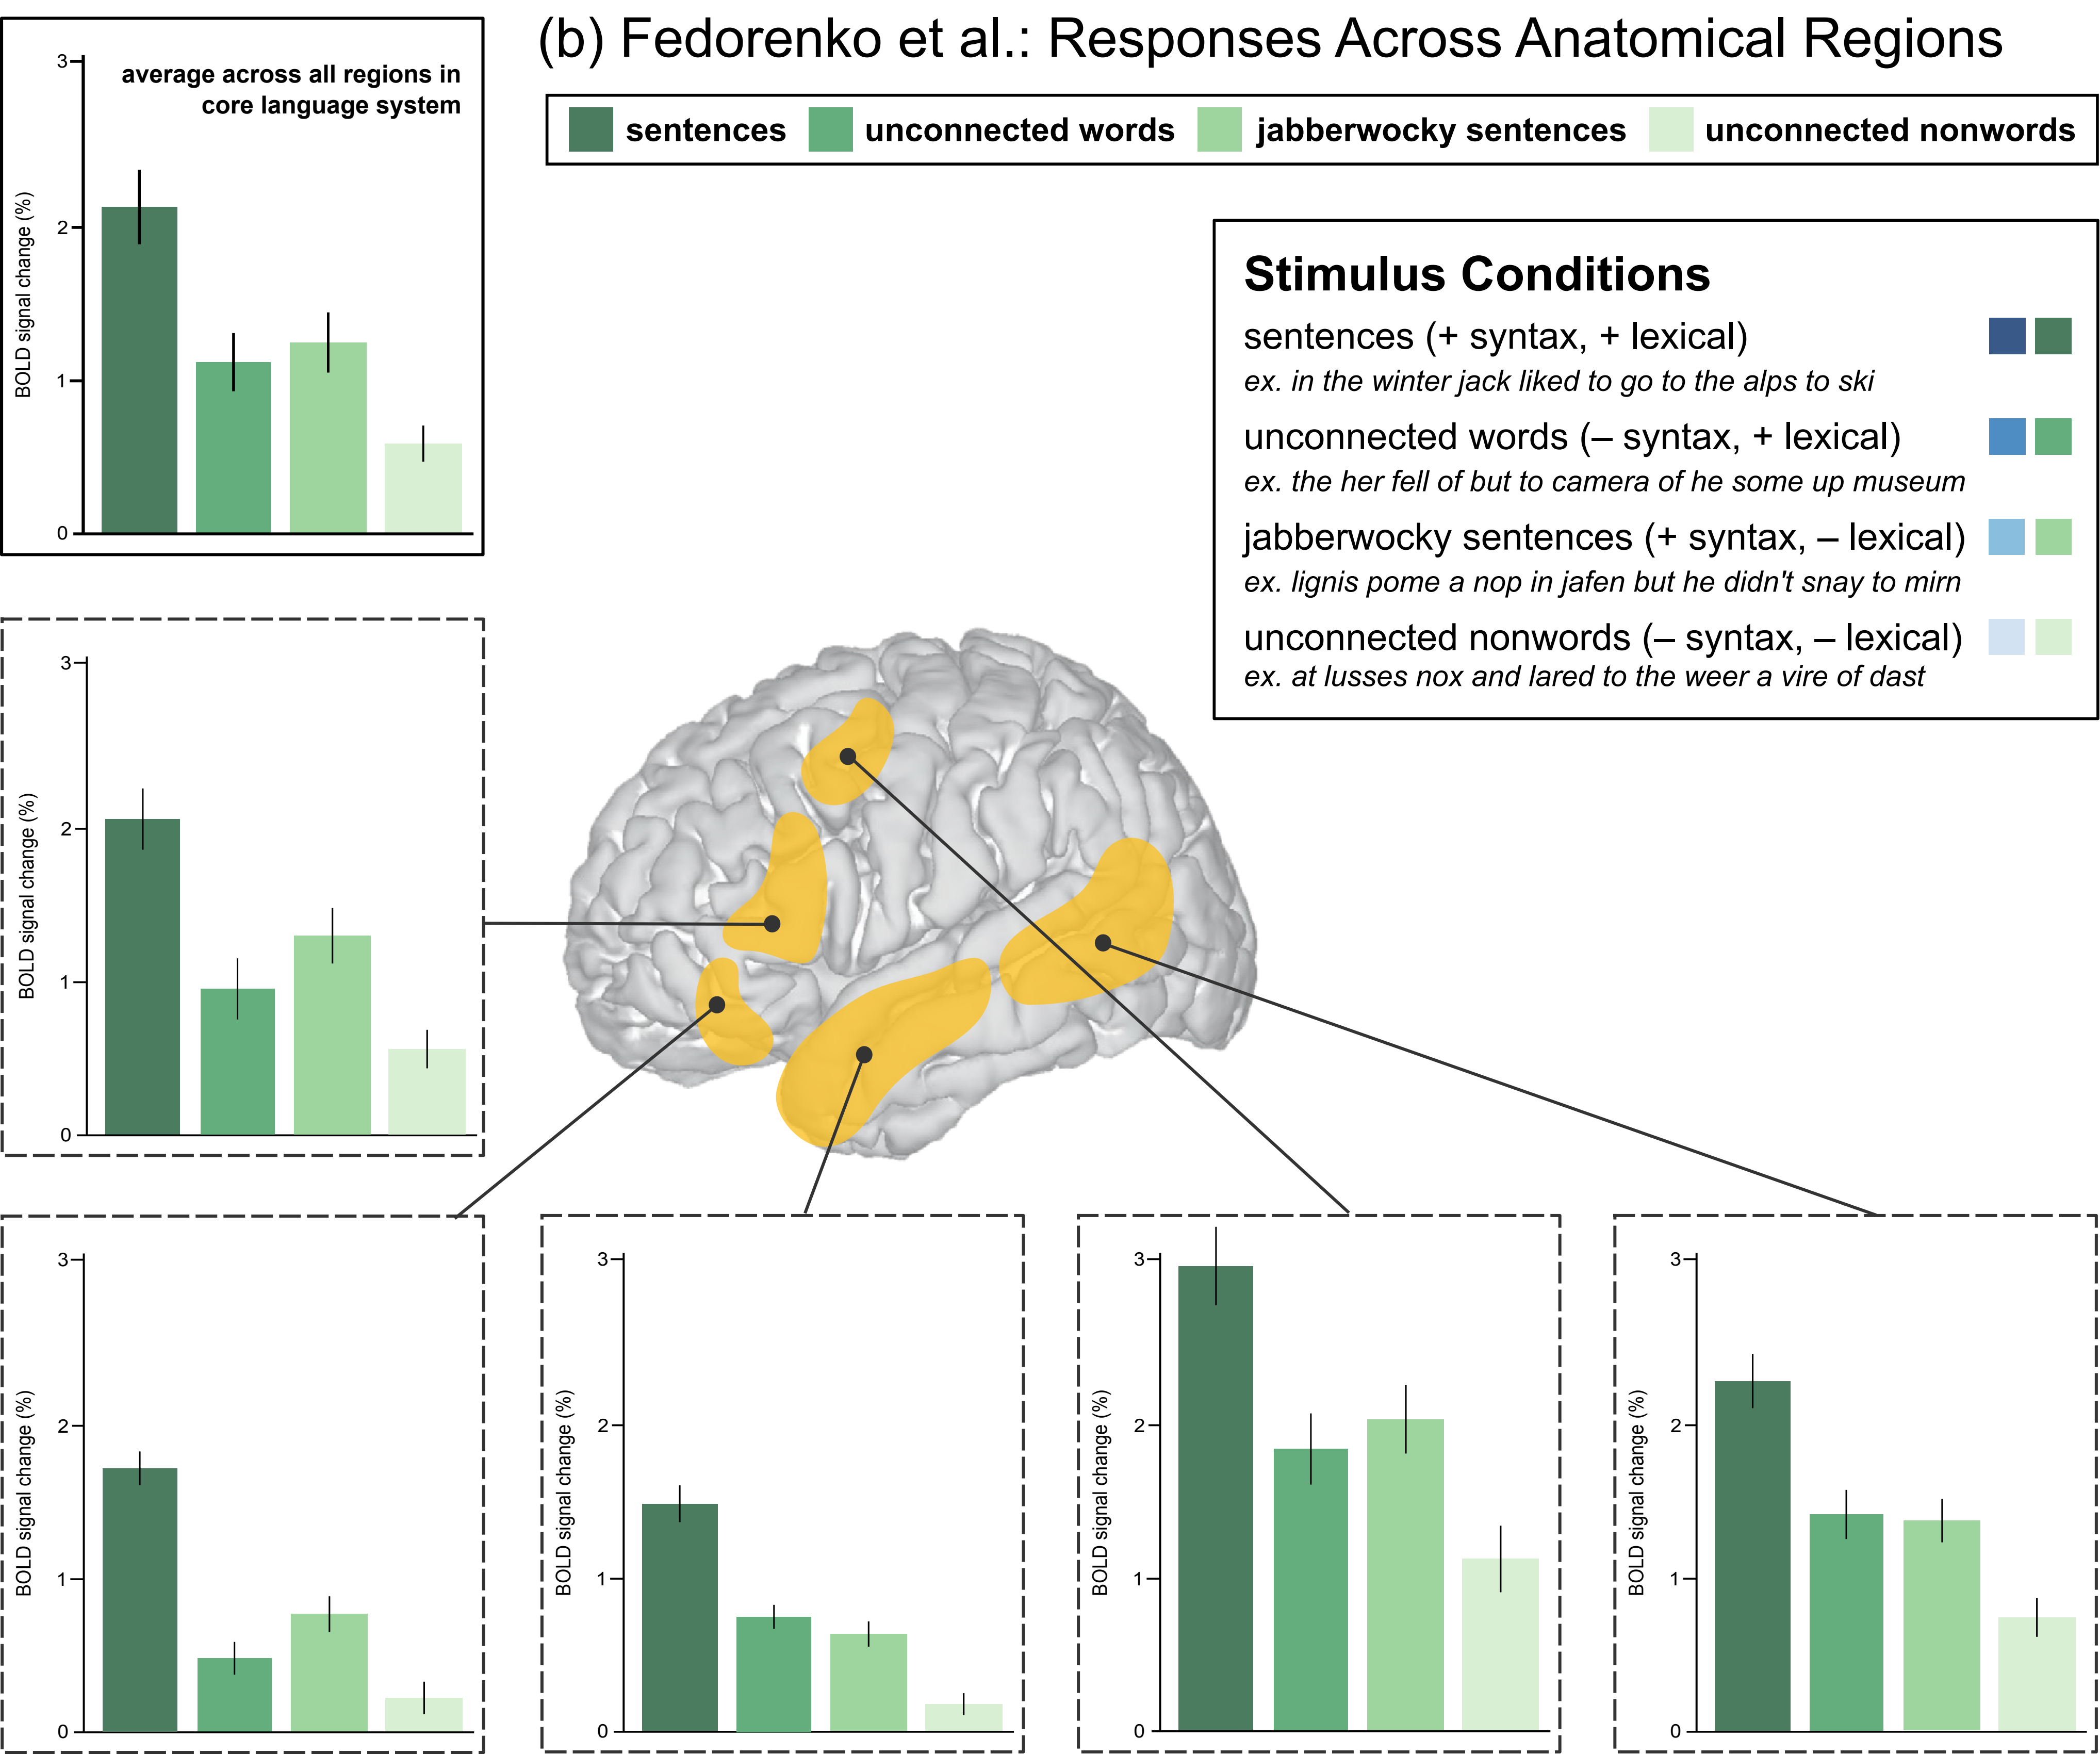 (b) Fedorenko et al.: Responses Across Anatomical Regions
sentences unconnected words jabberwocky sentences unconnected nonwords
average across all regions in
core language system
BOLD signal change (%)
3
2
1
0
Stimulus Conditions
sentences (+ syntax, + lexical)
ex. in the winter jack liked to go to the alps to ski
unconnected words (– syntax, + lexical)
ex. the her fell of but to camera of he some up museum
jabberwocky sentences (+ syntax, – lexical)
ex. lignis pome a nop in jafen but he didn't snay to mirn
unconnected nonwords (– syntax, – lexical)
ex. at lusses nox and lared to the weer a vire of dast
BOLD signal change (%)
3
2
1
0
BOLD signal change (%)
3
2
1
0
BOLD signal change (%)
3
2
1
0
BOLD signal change (%)
3
2
1
0
BOLD signal change (%)
3
2
1
0